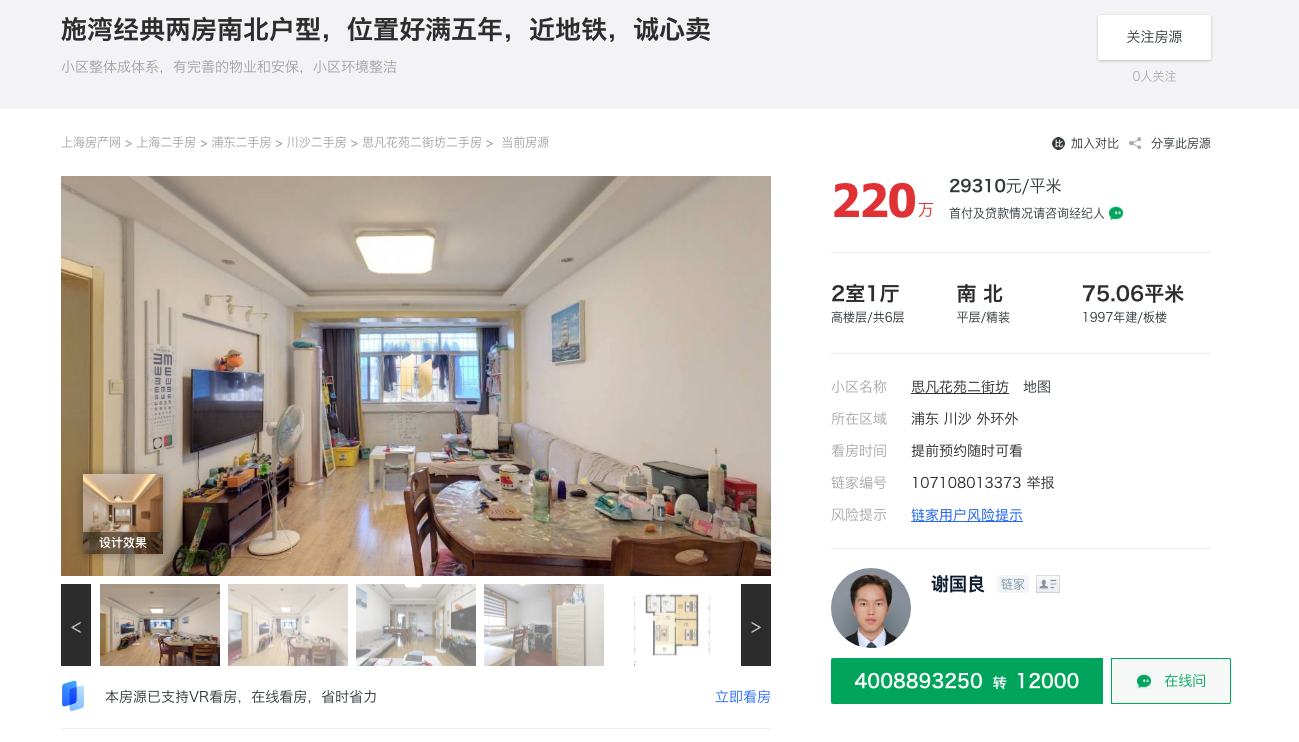 施湾经典两房南北户型，位置好满五年，近地铁，诚心卖
小区整体成体系，有完善的物业和安保，小区环境整洁
关注房源
0人关注
上海房产网 > 上海二手房 > 浦东二手房 > 川沙二手房 > 思凡花苑二街坊二手房 > 当前房源
加入对比 分享此房源
220万
29310元/平米
首付及贷款情况请咨询经纪人
2室1厅 南 北 75.06平米
高楼层/共6层 平层/精装 1997年建/板楼
小区名称 思凡花苑二街坊 地图
所在区域 浦东 川沙 外环外
看房时间 提前预约随时可看
链家编号 107108013373 举报
风险提示 链家用户风险提示
设计效果
< >
谢国良 链家
4008893250 转 12000
在线问
本房源已支持VR看房，在线看房，省时省力 立即看房